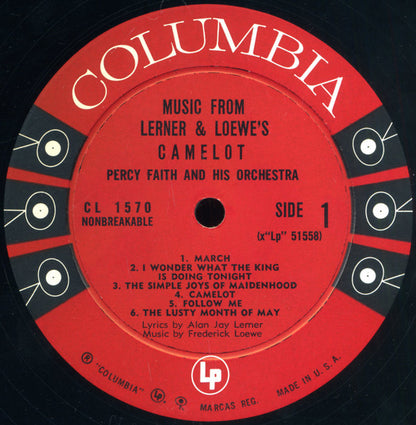 COLUMBIA
MUSIC FROM
LERNER & LOEWE'S
CAMELOT
PERCY FAITH AND HIS ORCHESTRA
CL 1570
NONBREAKABLE
SIDE 1
(x"Lp" 51558)
1. MARCH
2. I WONDER WHAT THE KING
IS DOING TONIGHT
3. THE SIMPLE JOYS OF MAIDENHOOD
4. CAMELOT
5. FOLLOW ME
6. THE LUSTY MONTH OF MAY
Lyrics by Alan Jay Lerner
Music by Frederick Loewe
Lp
® "COLUMBIA" ® MARCAS REG. MADE IN U.S.A.